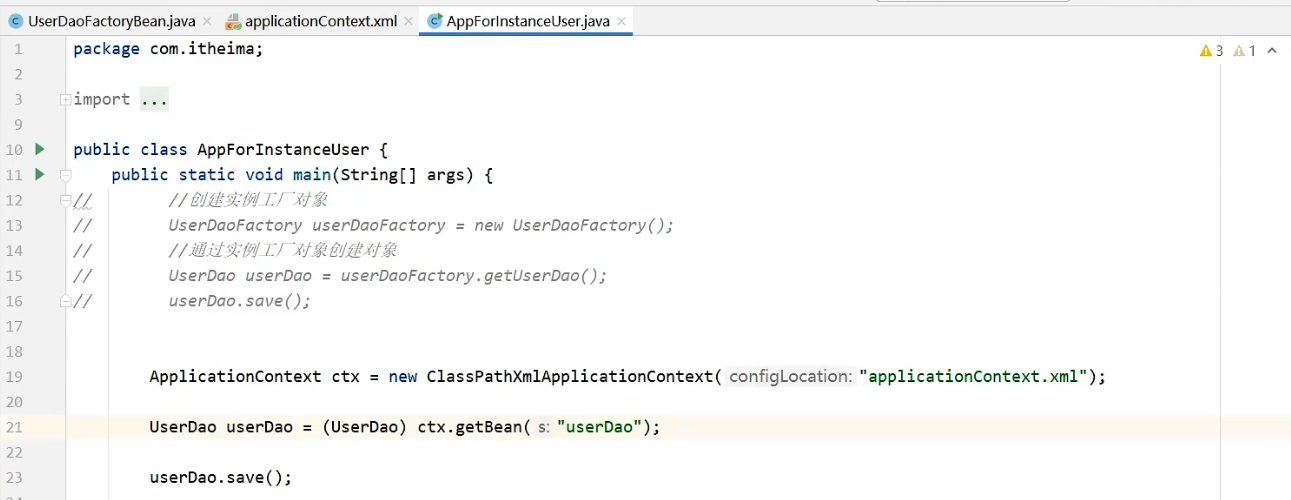 UserDaoFactoryBean.java × applicationContext.xml × AppForInstanceUser.java ×
1 package com.itheima; 3 1
2
3 import ...
9
10 public class AppForInstanceUser {
11 public static void main(String[] args) {
12 // //创建实例工厂对象
13 // UserDaoFactory userDaoFactory = new UserDaoFactory();
14 // //通过实例工厂对象创建对象
15 // UserDao userDao = userDaoFactory.getUserDao();
16 // userDao.save();
17
18
19 ApplicationContext ctx = new ClassPathXmlApplicationContext( configLocation: "applicationContext.xml");
20
21 UserDao userDao = (UserDao) ctx.getBean( s: "userDao");
22
23 userDao.save();